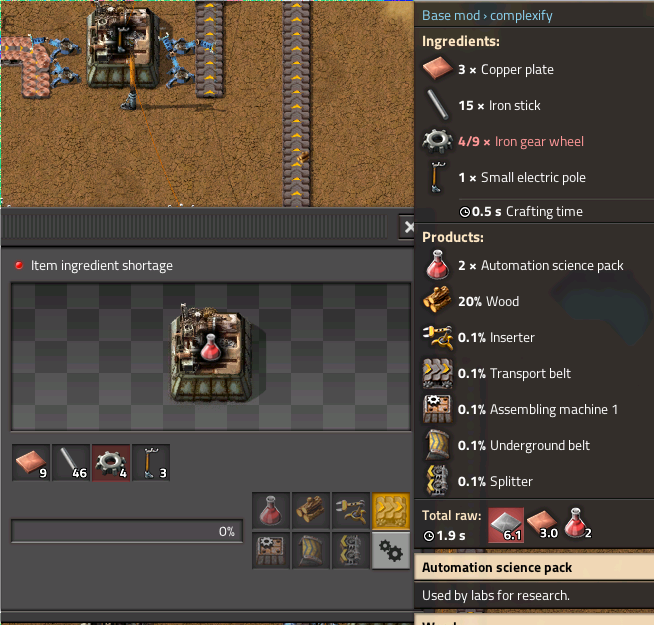 Base mod › complexify
Ingredients:
3 × Copper plate
15 × Iron stick
4/9 × Iron gear wheel
1 × Small electric pole
0.5 s Crafting time
Products:
2 × Automation science pack
20% Wood
0.1% Inserter
0.1% Transport belt
0.1% Assembling machine 1
0.1% Underground belt
0.1% Splitter
Total raw:
6.1 3.0 2
1.9 s
Automation science pack
Used by labs for research.
Item ingredient shortage
9 46 4 3
0%